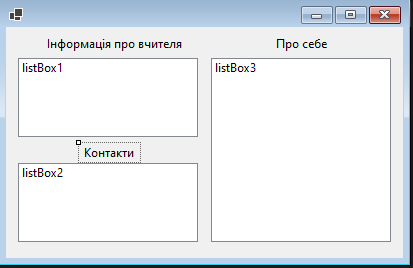 Інформація про вчителя
Про себе
listBox1
listBox3
Контакти
listBox2